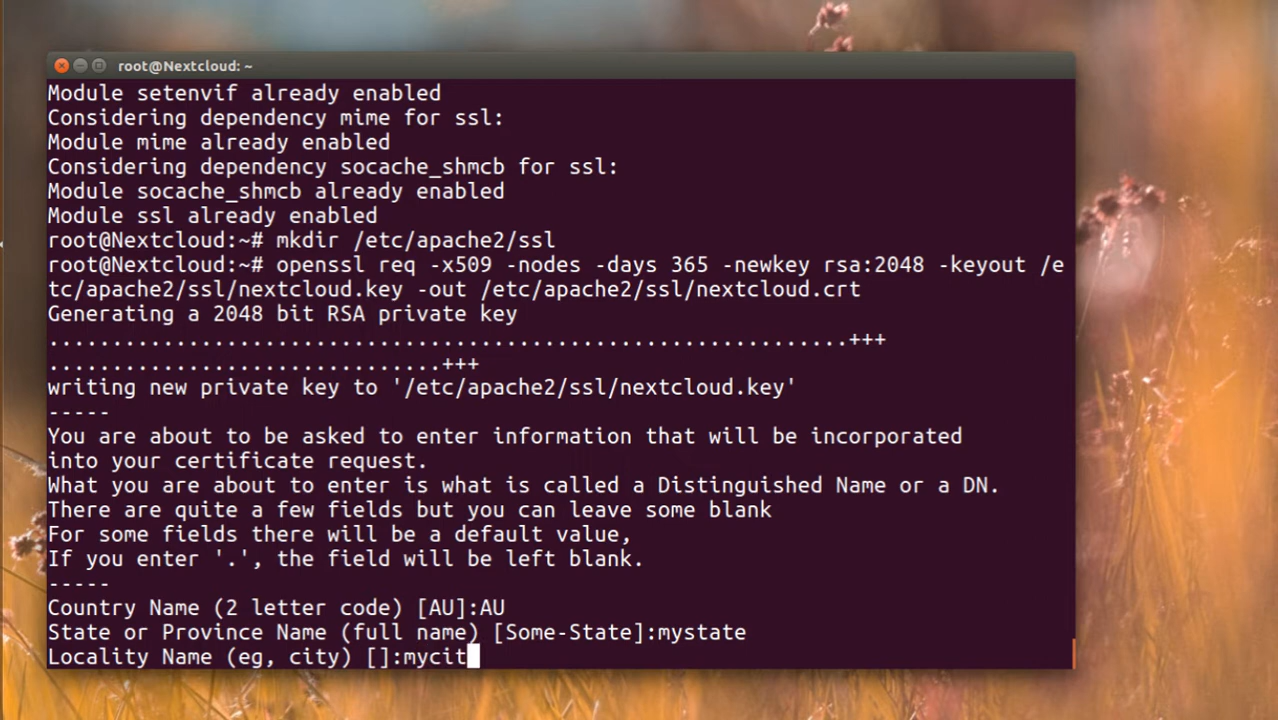 root@Nextcloud: ~
Module setenvif already enabled
Considering dependency mime for ssl:
Module mime already enabled
Considering dependency socache_shmcb for ssl:
Module socache_shmcb already enabled
Module ssl already enabled
root@Nextcloud:~# mkdir /etc/apache2/ssl
root@Nextcloud:~# openssl req -x509 -nodes -days 365 -newkey rsa:2048 -keyout /e
tc/apache2/ssl/nextcloud.key -out /etc/apache2/ssl/nextcloud.crt
Generating a 2048 bit RSA private key
...............................................................+++
...............................+++
writing new private key to '/etc/apache2/ssl/nextcloud.key'
-----
You are about to be asked to enter information that will be incorporated
into your certificate request.
What you are about to enter is what is called a Distinguished Name or a DN.
There are quite a few fields but you can leave some blank
For some fields there will be a default value,
If you enter '.', the field will be left blank.
-----
Country Name (2 letter code) [AU]:AU
State or Province Name (full name) [Some-State]:mystate
Locality Name (eg, city) []:mycit